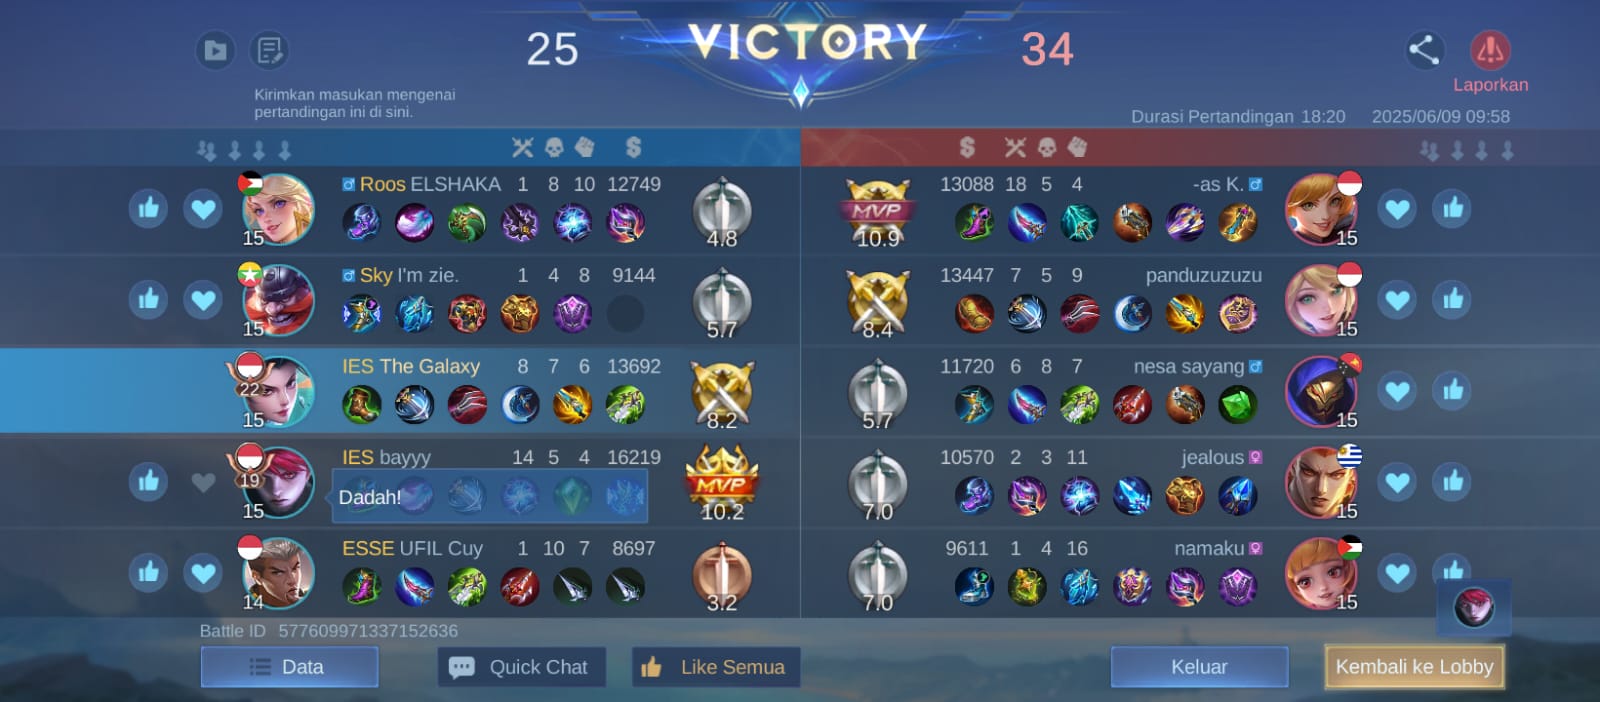 25 VICTORY 34
Laporkan
Kirimkan masukan mengenai
pertandingan ini di sini.
Durasi Pertandingan 18:20 2025/06/09 09:58
15 Roos ELSHAKA 1 8 10 12749 4.8
MVP 10.9 13088 18 5 4 -as K. 15
15 Sky I'm zie. 1 4 8 9144 5.7
8.4 13447 7 5 9 panduzuzuzu 15
22 15 IES The Galaxy 8 7 6 13692 8.2
5.7 11720 6 8 7 nesa sayang 15
19 15 IES bayyy 14 5 4 16219 MVP 10.2
Dadah!
7.0 10570 2 3 11 jealous 15
14 ESSE UFIL Cuy 1 10 7 8697 3.2
7.0 9611 1 4 16 namaku 15
Battle ID 577609971337152636
Data Quick Chat Like Semua Keluar Kembali ke Lobby